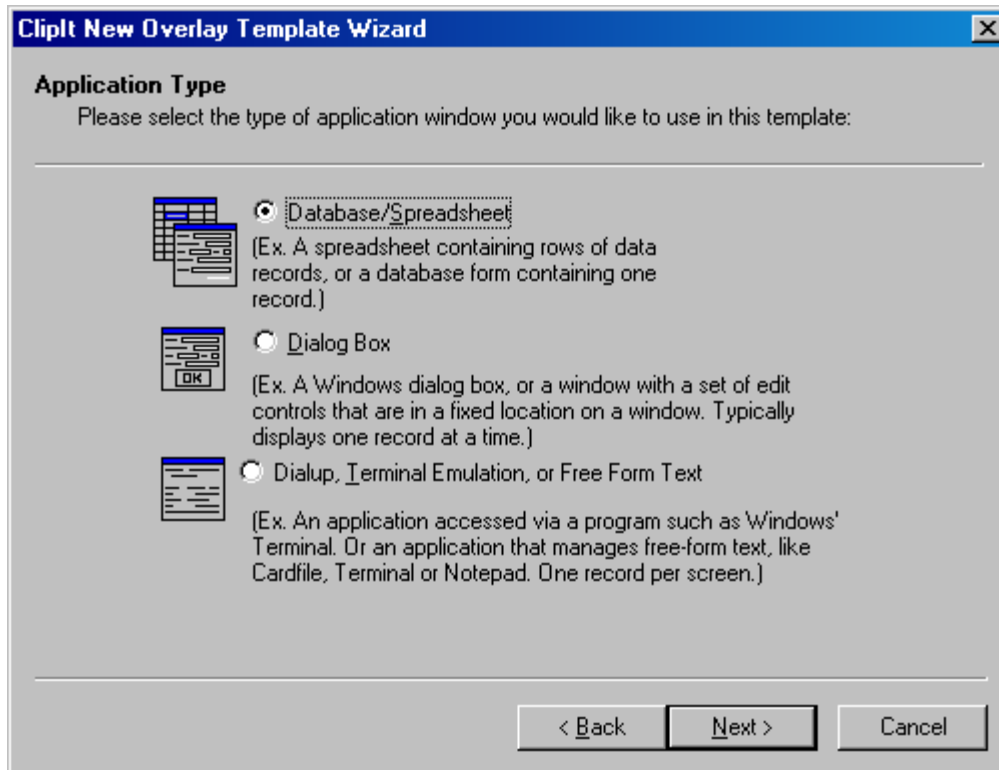 ClipIt New Overlay Template Wizard
Application Type
Please select the type of application window you would like to use in this template:
Database/Spreadsheet
(Ex. A spreadsheet containing rows of data
records, or a database form containing one
record.)
Dialog Box
OK
(Ex. A Windows dialog box, or a window with a set of edit
controls that are in a fixed location on a window. Typically
displays one record at a time.)
Dialup, Terminal Emulation, or Free Form Text
(Ex. An application accessed via a program such as Windows'
Terminal. Or an application that manages free-form text, like
Cardfile, Terminal or Notepad. One record per screen.)
< Back Next > Cancel